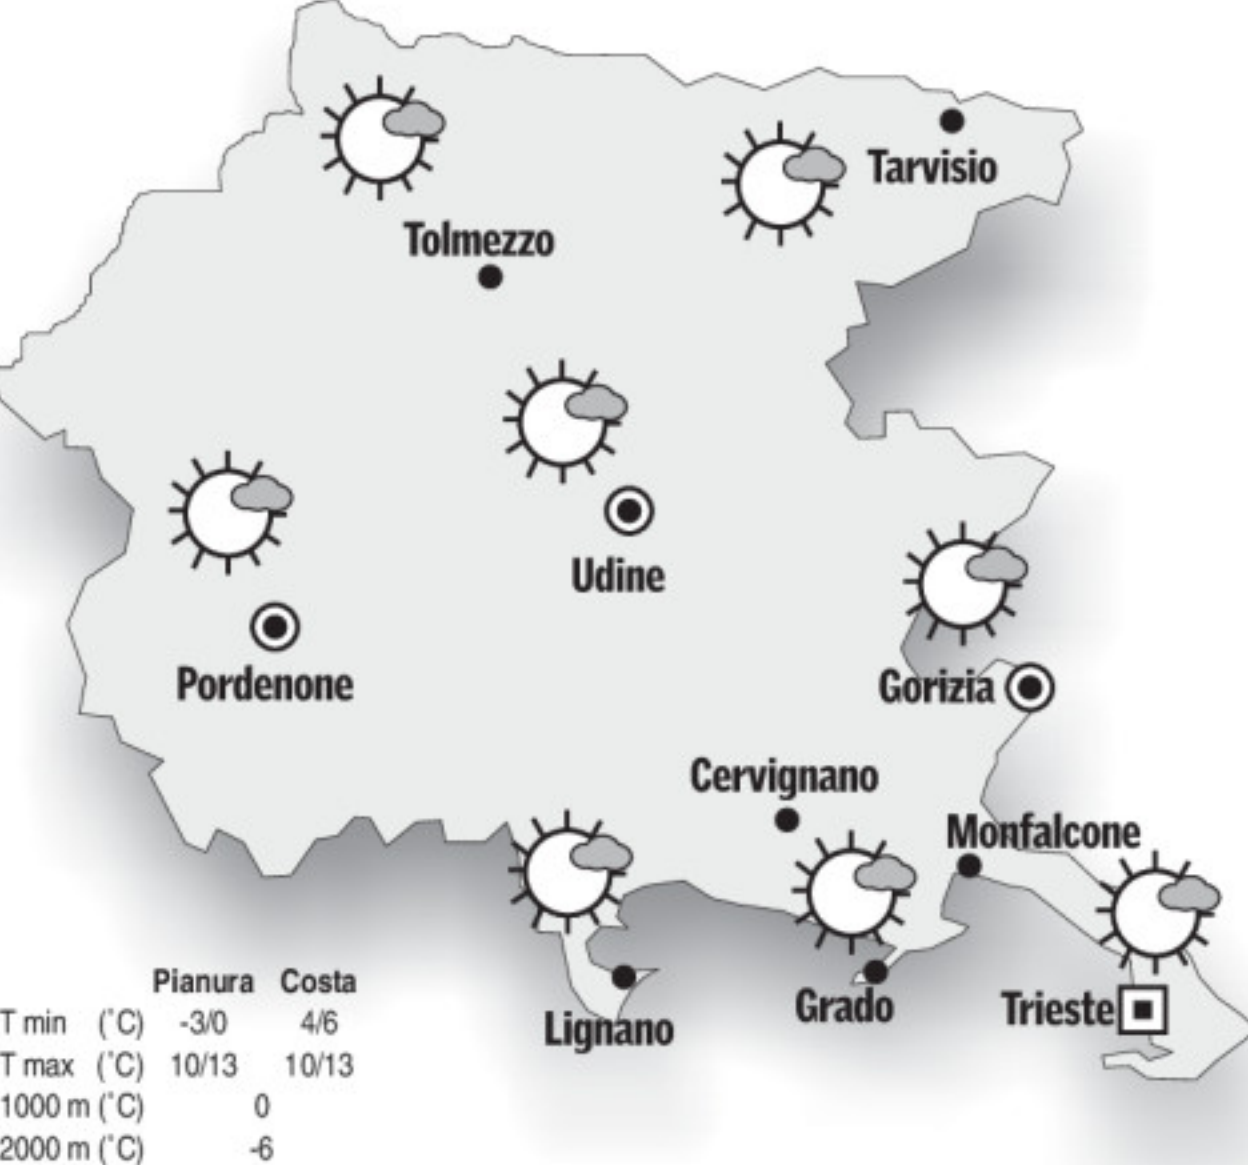 Tarvisio
Tolmezzo
Udine
Pordenone
Gorizia
Cervignano
Monfalcone
Grado
Trieste
Lignano
Pianura Costa
T min (˚C) -3/0 4/6
T max (˚C) 10/13 10/13
1000 m (˚C) 0
2000 m (˚C) -6